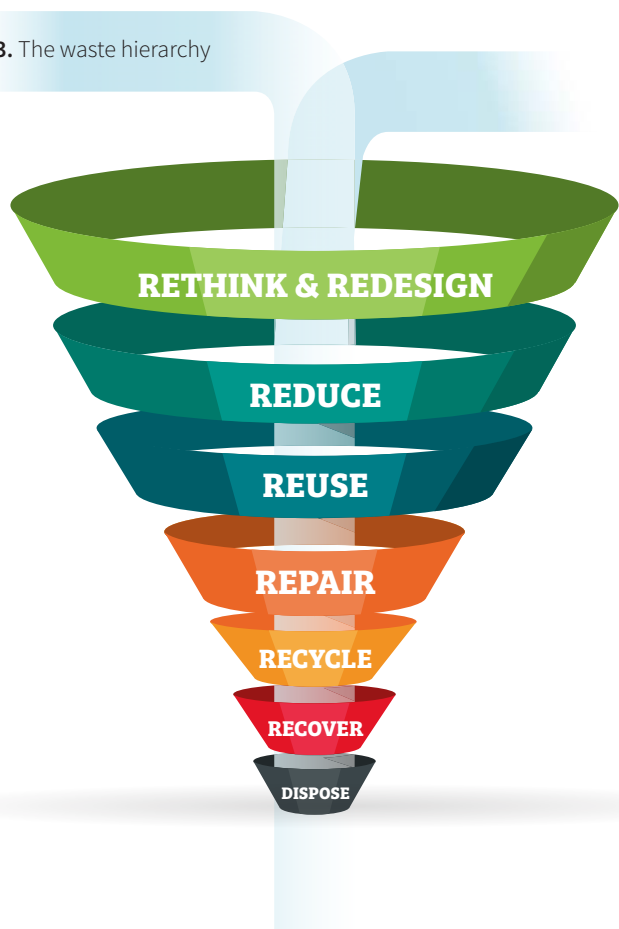 3. The waste hierarchy
RETHINK & REDESIGN
REDUCE
REUSE
REPAIR
RECYCLE
RECOVER
DISPOSE